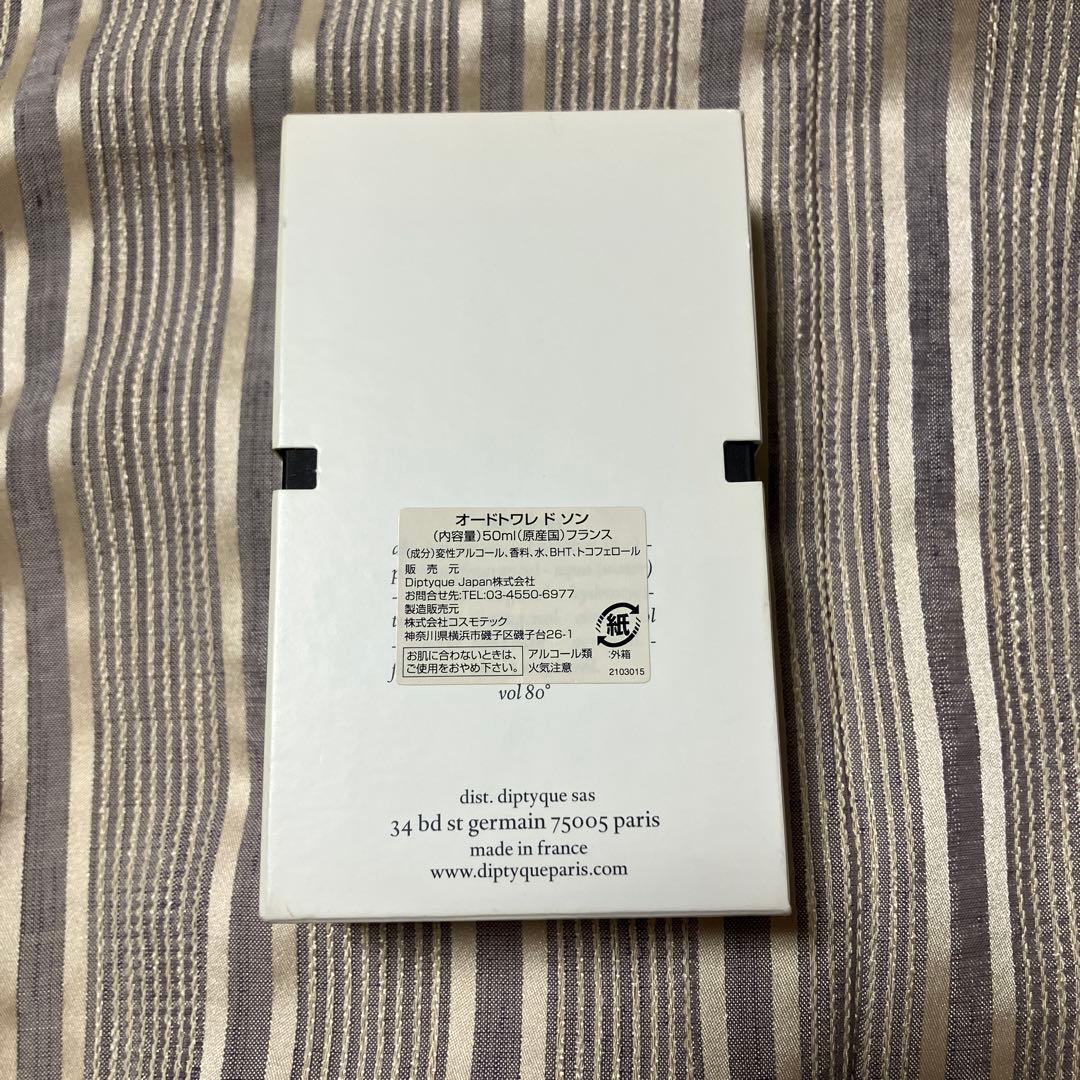 オードトワレ ド ソン
(内容量)50ml(原産国)フランス
(成分)変性アルコール、香料、水、BHT、トコフェロール
販 売 元
Diptyque Japan株式会社
お問合せ先:TEL:03-4550-6977
製造販売元
株式会社コスモテック
神奈川県横浜市磯子区磯子台26-1
お肌に合わないときは、
ご使用をおやめ下さい。
アルコール類
火気注意
紙
:外箱
2103015
vol 80°
dist. diptyque sas
34 bd st germain 75005 paris
made in france
www.diptyqueparis.com